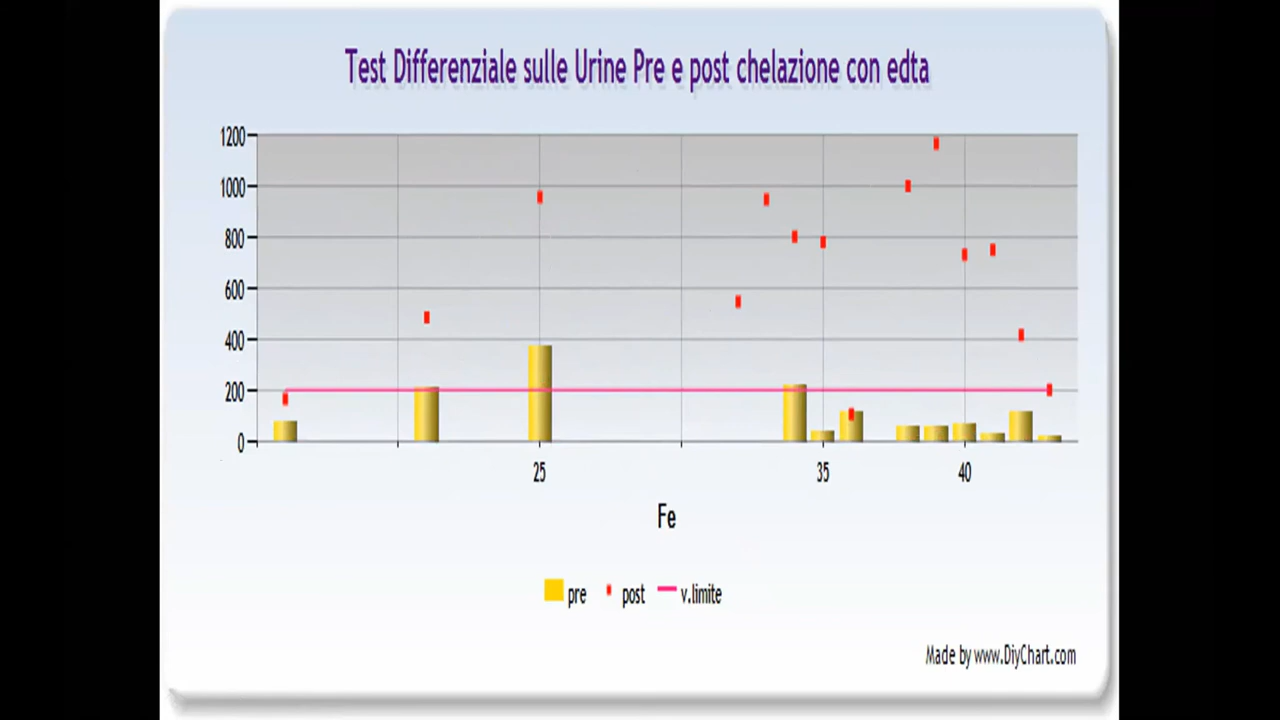 Test Differenziale sulle Urine Pre e post chelazione con edta
1200
1000
800
600
400
200
0
25
35
40
Fe
pre
post
v.limite
Made by www.DiyChart.com